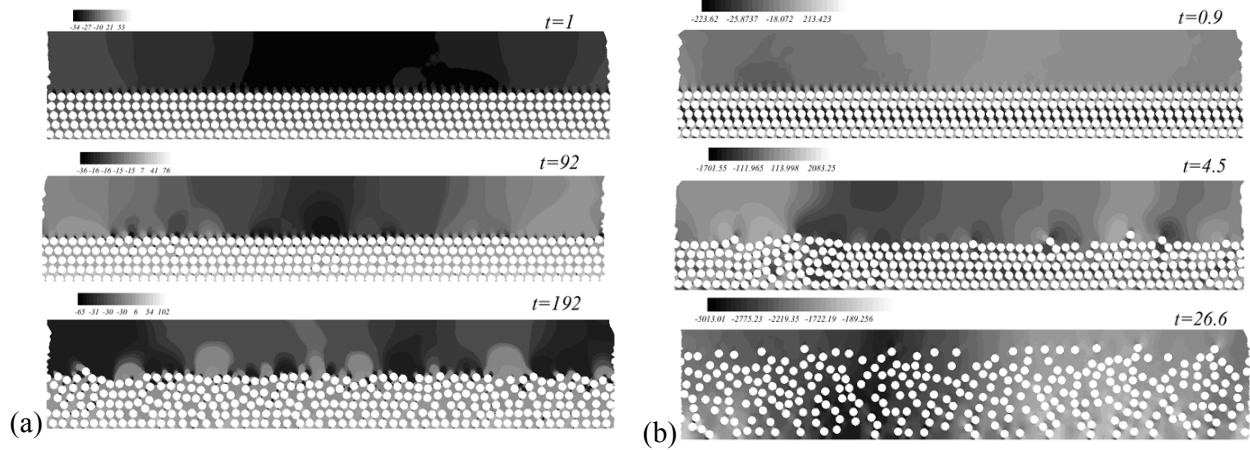 -34 -27 -10 21 53
t=1
-36 -16 -16 -15 -15 7 41 76
t=92
-65 -31 -30 -30 6 54 102
t=192
(a)
-223.62 -25.8737 -18.072 213.423
t=0.9
-1701.55 -111.965 113.998 2083.25
t=4.5
-5013.01 -2775.23 -2219.35 -1722.19 -189.256
t=26.6
(b)